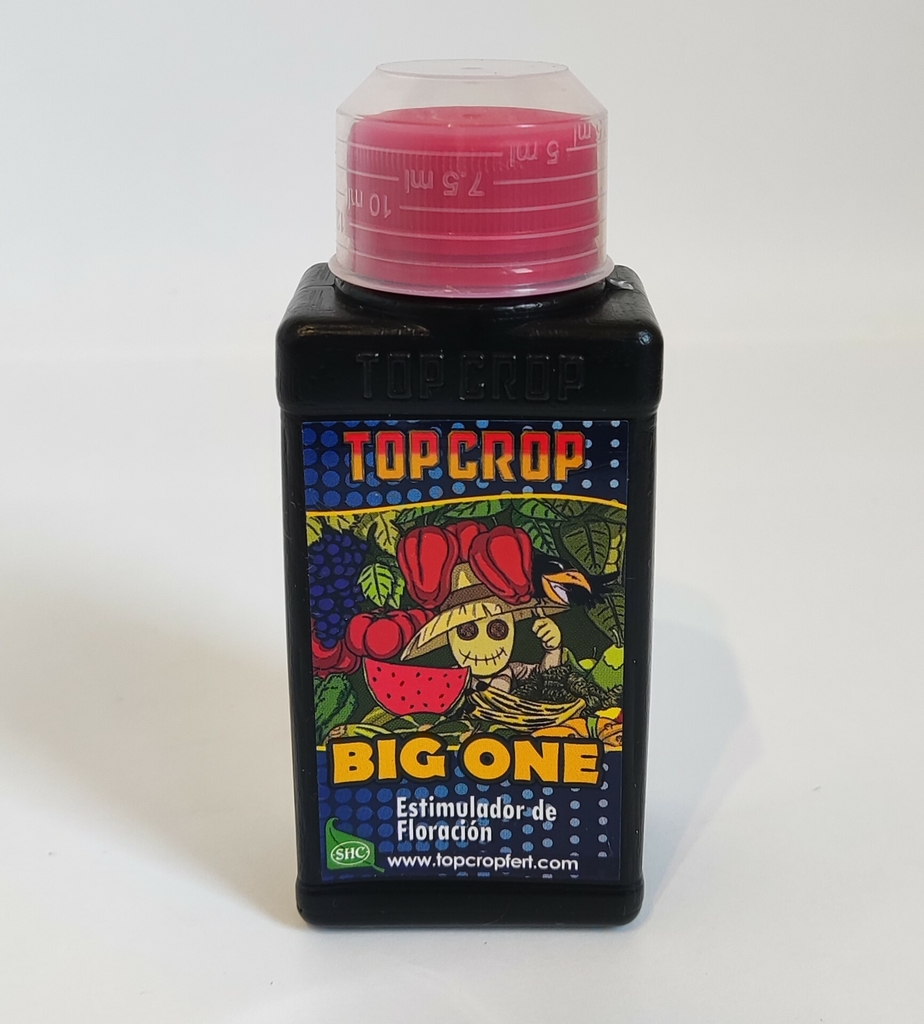 5 ml
7.5 ml
10 ml
TOP CROP
TOP CROP
BIG ONE
Estimulador de
Floración
SHC
www.topcropfert.com